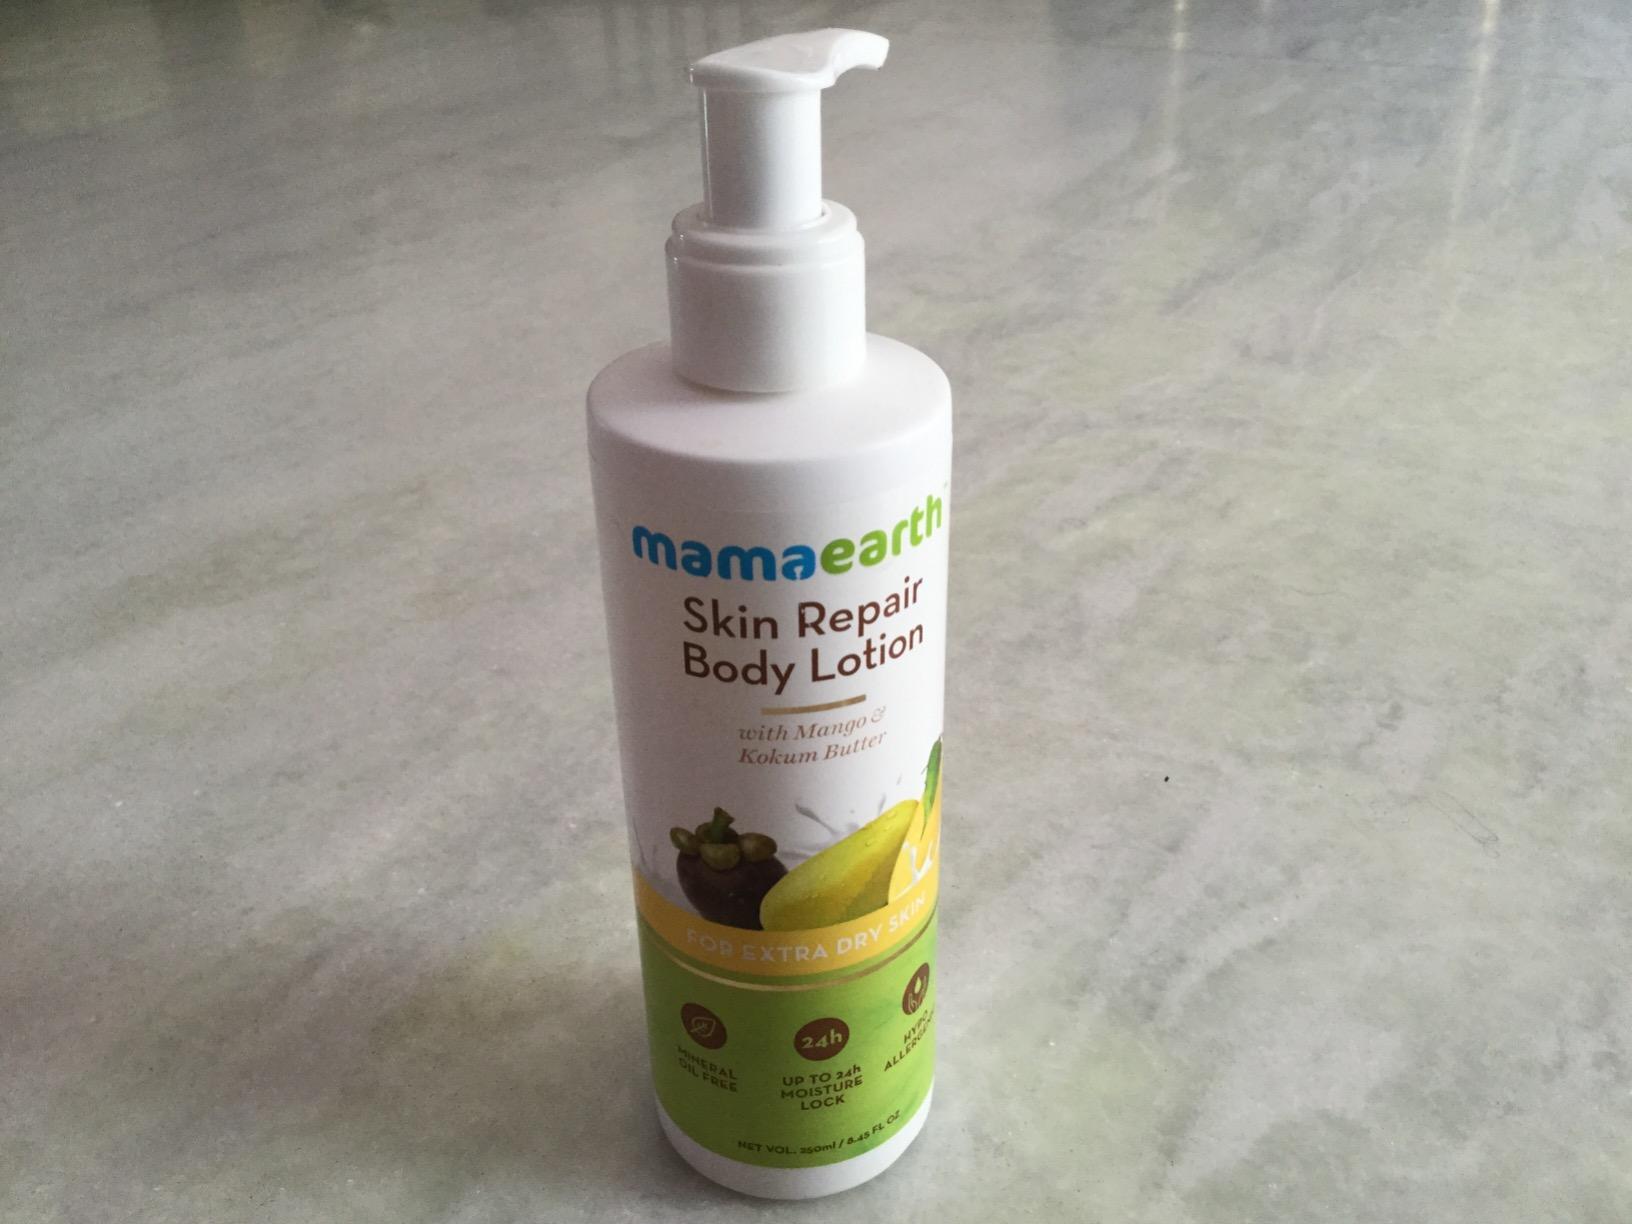 mamaearth
Skin Repair
Body Lotion
with Mango &
Kokum Butter
FOR EXTRA DRY SKIN
MINERAL
OIL FREE
24h
UP TO 24h
MOISTURE
LOCK
HYPO
NET VOL. 250ml / 8.45 FL OZ